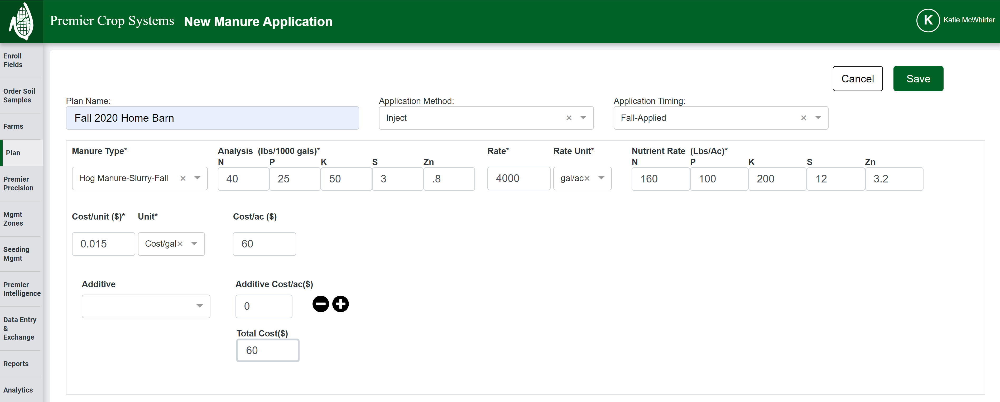 Premier Crop Systems New Manure Application
K Katie McWhirter
Enroll
Fields
Order Soil
Samples
Farms
Plan
Premier
Precision
Mgmt
Zones
Seeding
Mgmt
Premier
Intelligence
Data Entry
&
Exchange
Reports
Analytics
Cancel Save
Plan Name: Application Method: Application Timing:
Fall 2020 Home Barn Inject × Fall-Applied ×
Manure Type* Analysis (lbs/1000 gals)* Rate* Rate Unit* Nutrient Rate (Lbs/Ac)*
N P K S Zn N P K S Zn
Hog Manure-Slurry-Fall × 40 25 50 3 .8 4000 gal/ac× 160 100 200 12 3.2
Cost/unit ($)* Unit* Cost/ac ($)
0.015 Cost/gal× 60
Additive Additive Cost/ac($)
0
Total Cost($)
60